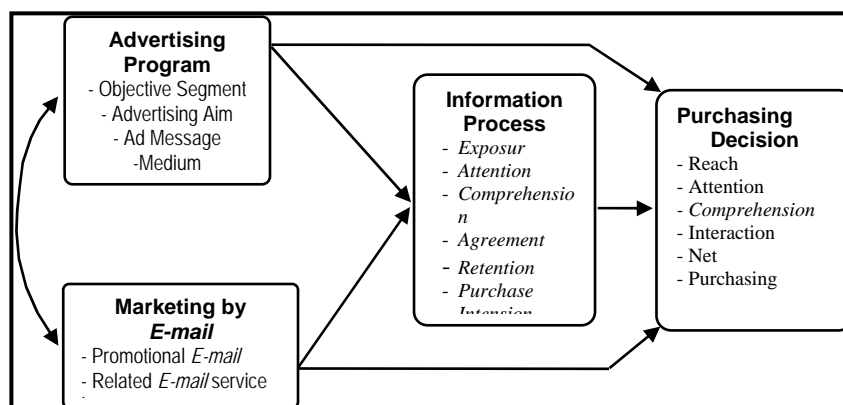 Advertising
Program
- Objective Segment
- Advertising Aim
- Ad Message
-Medium
Marketing by
E-mail
- Promotional E-mail
- Related E-mail service
Information
Process
- Exposur
- Attention
- Comprehensio
n
- Agreement
- Retention
- Purchase
Intension
Purchasing
Decision
- Reach
- Attention
- Comprehension
- Interaction
- Net
- Purchasing